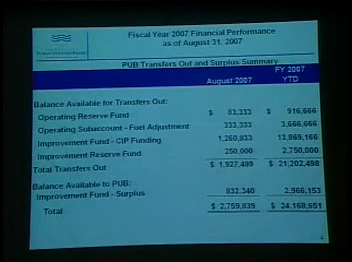 Fiscal Year 2007 Financial Performance
as of August 31, 2007
PUB Transfers Out and Surplus Summary
August 2007 FY 2007 YTD
Balance Available for Transfers Out:
Operating Reserve Fund $ 83,333 $ 916,666
Operating Subaccount - Fuel Adjustment 333,333 3,666,666
Improvement Fund - CIP Funding 1,260,833 13,869,166
Improvement Reserve Fund 250,000 2,750,000
Total Transfers Out $ 1,927,499 $ 21,202,498
Balance Available to PUB:
Improvement Fund - Surplus 832,340 2,966,153
Total $ 2,759,839 $ 24,168,651